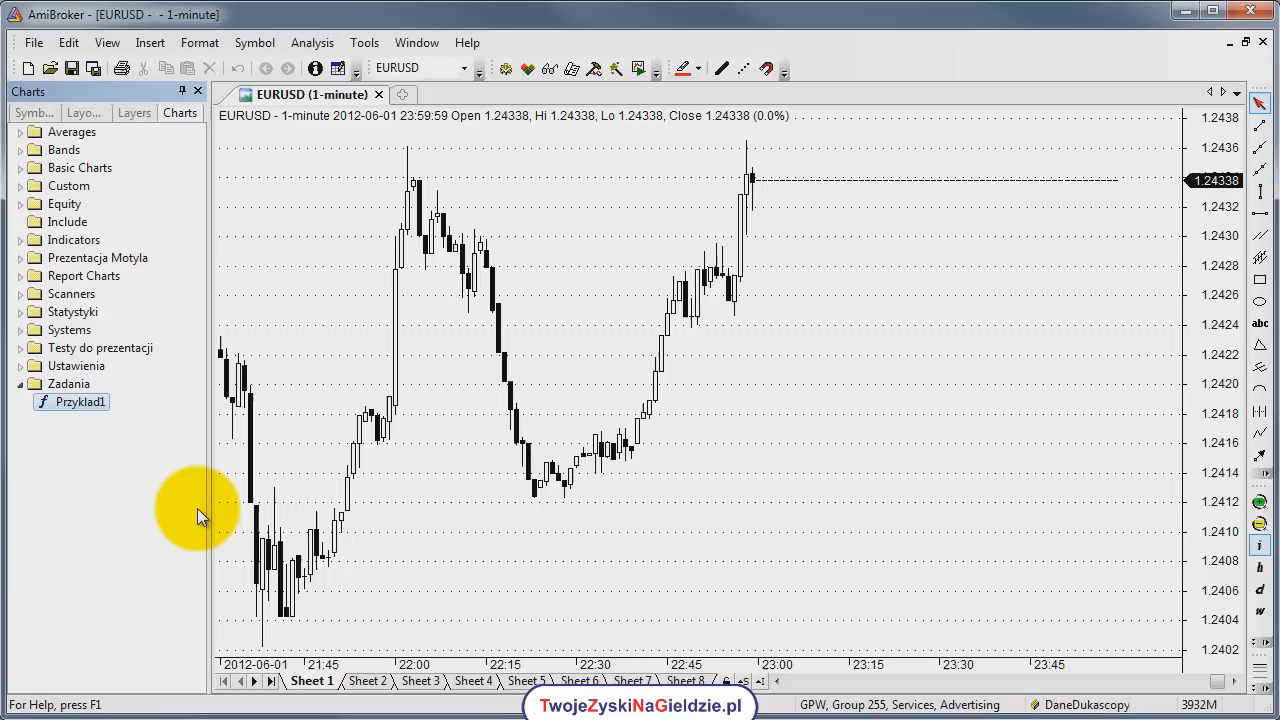 AmiBroker - [EURUSD - - 1-minute]
File Edit View Insert Format Symbol Analysis Tools Window Help
EURUSD
Charts
EURUSD (1-minute)
Symb... Layo... Layers Charts
EURUSD - 1-minute 2012-06-01 23:59:59 Open 1.24338, Hi 1.24338, Lo 1.24338, Close 1.24338 (0.0%)
Averages
Bands
Basic Charts
Custom
Equity
Include
Indicators
Prezentacja Motyla
Report Charts
Scanners
Statystyki
Systems
Testy do prezentacji
Ustawienia
Zadania
Przyklad1
1.2438
1.2436
1.24338
1.2432
1.2430
1.2428
1.2426
1.2424
1.2422
1.2420
1.2418
1.2416
1.2414
1.2412
1.2410
1.2408
1.2406
1.2404
1.2402
abc
i
h
d
w
2012-06-01 21:45 22:00 22:15 22:30 22:45 23:00 23:15 23:30 23:45
Sheet 1 Sheet 2 Sheet 3 Sheet 4 Sheet 5 Sheet 6 Sheet 7 Sheet 8
For Help, press F1
TwojeZyskiNaGieldzie.pl
GPW, Group 255, Services, Advertising
DaneDukascopy
3932M